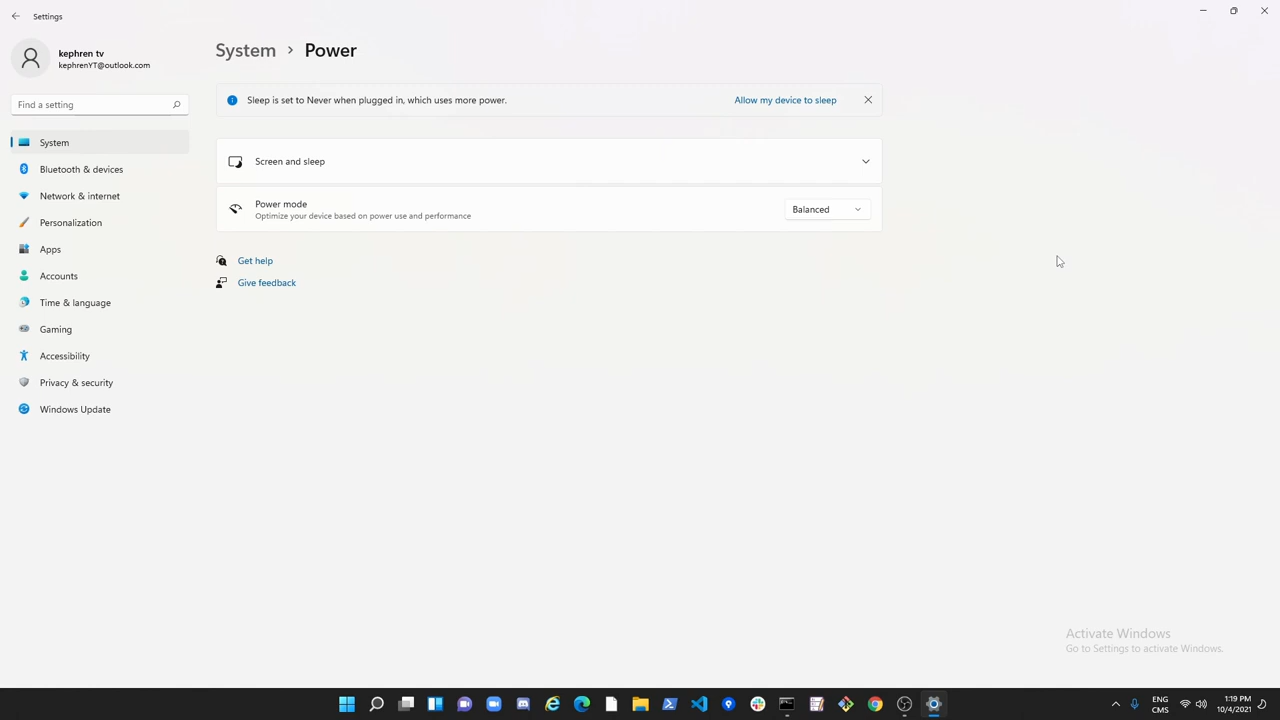 Settings
kephren tv
kephrenYT@outlook.com
Find a setting
System
Bluetooth & devices
Network & internet
Personalization
Apps
Accounts
Time & language
Gaming
Accessibility
Privacy & security
Windows Update
System > Power
Sleep is set to Never when plugged in, which uses more power. Allow my device to sleep
Screen and sleep
Power mode
Optimize your device based on power use and performance
Balanced
Get help
Give feedback
Activate Windows
Go to Settings to activate Windows.
ENG
CMS
1:19 PM
10/4/2021